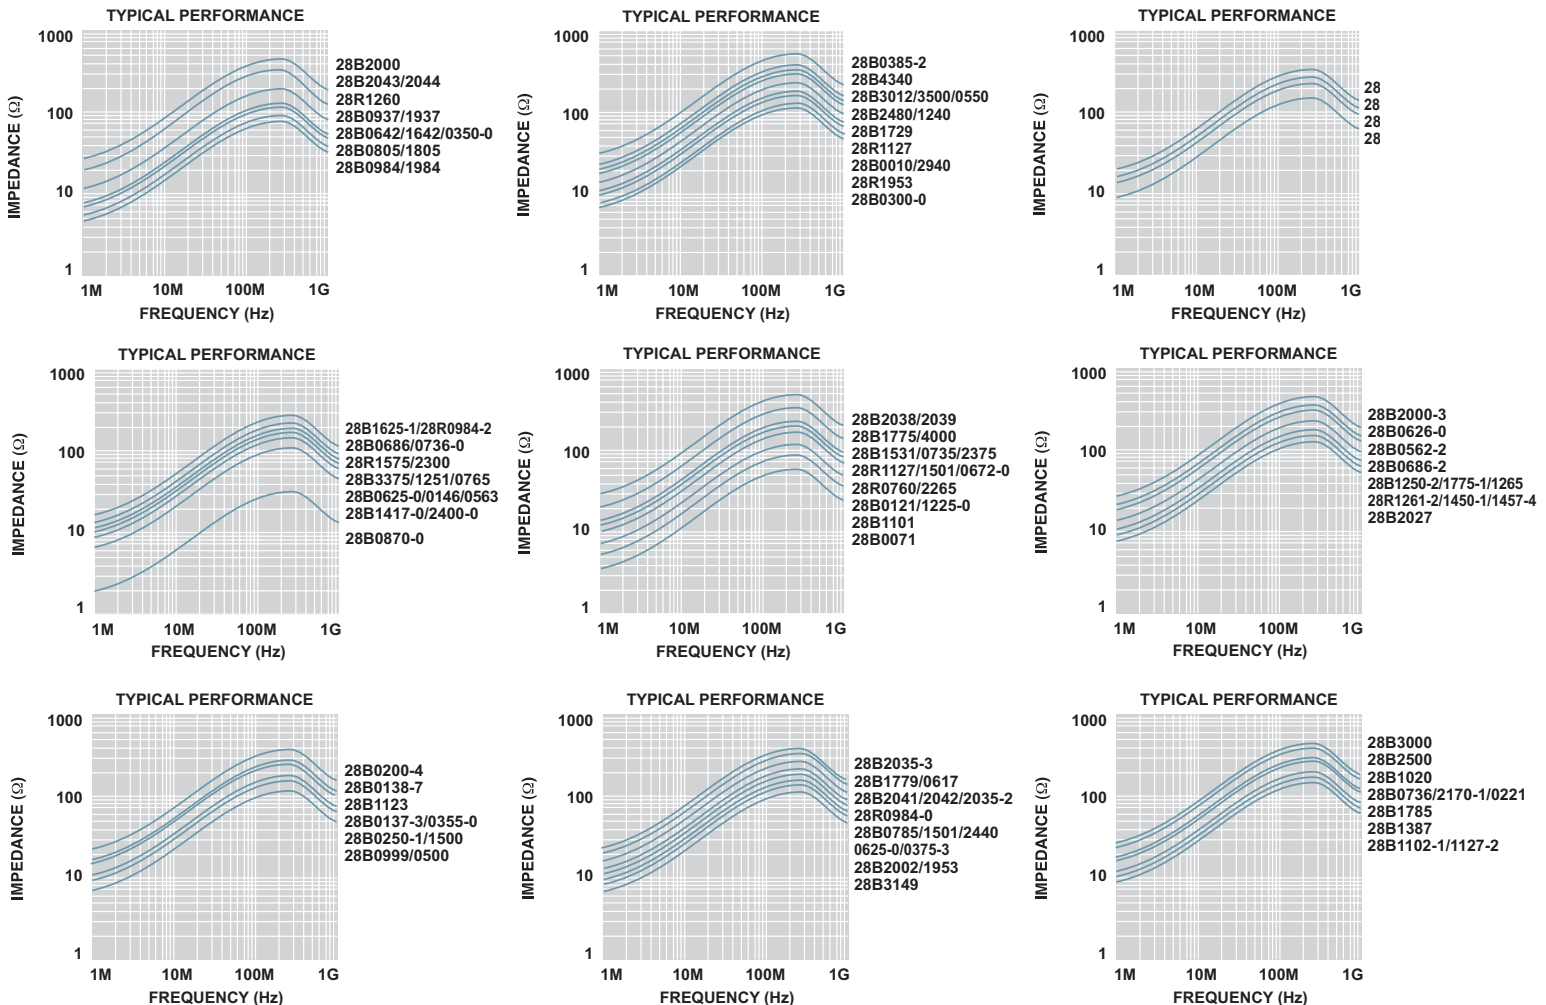 TYPICAL PERFORMANCE
1000
100
10
1
IMPEDANCE (Ω)
1M 10M 100M 1G
FREQUENCY (Hz)
28B2000
28B2043/2044
28R1260
28B0937/1937
28B0642/1642/0350-0
28B0805/1805
28B0984/1984
TYPICAL PERFORMANCE
1000
100
10
1
IMPEDANCE (Ω)
1M 10M 100M 1G
FREQUENCY (Hz)
28B0385-2
28B4340
28B3012/3500/0550
28B2480/1240
28B1729
28R1127
28B0010/2940
28R1953
28B0300-0
TYPICAL PERFORMANCE
1000
100
10
1
IMPEDANCE (Ω)
1M 10M 100M 1G
FREQUENCY (Hz)
28
28
28
28
TYPICAL PERFORMANCE
1000
100
10
1
IMPEDANCE (Ω)
1M 10M 100M 1G
FREQUENCY (Hz)
28B1625-1/28R0984-2
28B0686/0736-0
28R1575/2300
28B3375/1251/0765
28B0625-0/0146/0563
28B1417-0/2400-0
28B0870-0
TYPICAL PERFORMANCE
1000
100
10
1
IMPEDANCE (Ω)
1M 10M 100M 1G
FREQUENCY (Hz)
28B2038/2039
28B1775/4000
28B1531/0735/2375
28R1127/1501/0672-0
28R0760/2265
28B0121/1225-0
28B1101
28B0071
TYPICAL PERFORMANCE
1000
100
10
1
IMPEDANCE (Ω)
1M 10M 100M 1G
FREQUENCY (Hz)
28B2000-3
28B0626-0
28B0562-2
28B0686-2
28B1250-2/1775-1/1265
28R1261-2/1450-1/1457-4
28B2027
TYPICAL PERFORMANCE
1000
100
10
1
IMPEDANCE (Ω)
1M 10M 100M 1G
FREQUENCY (Hz)
28B0200-4
28B0138-7
28B1123
28B0137-3/0355-0
28B0250-1/1500
28B0999/0500
TYPICAL PERFORMANCE
1000
100
10
1
IMPEDANCE (Ω)
1M 10M 100M 1G
FREQUENCY (Hz)
28B2035-3
28B1779/0617
28B2041/2042/2035-2
28R0984-0
28B0785/1501/2440
0625-0/0375-3
28B2002/1953
28B3149
TYPICAL PERFORMANCE
1000
100
10
1
IMPEDANCE (Ω)
1M 10M 100M 1G
FREQUENCY (Hz)
28B3000
28B2500
28B1020
28B0736/2170-1/0221
28B1785
28B1387
28B1102-1/1127-2